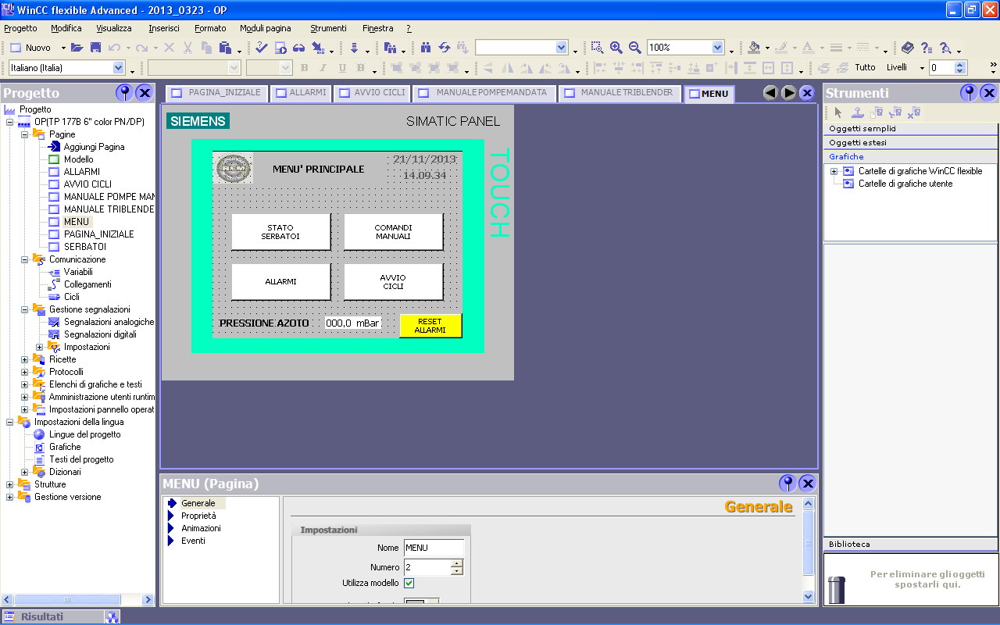 WinCC flexible Advanced - 2013_0323 - OP
Progetto Modifica Visualizza Inserisci Formato Moduli pagina Strumenti Finestra ?
Nuovo 100%
Italiano (Italia) B I U B Tutto Livelli 0
Progetto
Progetto
OP(TP 177B 6" color PN/DP)
Pagine
Aggiungi Pagina
Modello
ALLARMI
AVVIO CICLI
MANUALE POMPE MAN
MANUALE TRIBLENDE
MENU
PAGINA_INIZIALE
SERBATOI
Comunicazione
Variabili
Collegamenti
Cicli
Gestione segnalazioni
Segnalazioni analogiche
Segnalazioni digitali
Impostazioni
Ricette
Protocolli
Elenchi di grafiche e testi
Amministrazione utenti runtim
Impostazioni pannello operat
Impostazioni della lingua
Lingue del progetto
Grafiche
Testi del progetto
Dizionari
Strutture
Gestione versione
Risultati
PAGINA_INIZIALE ALLARMI AVVIO CICLI MANUALE POMPE MANDATA MANUALE TRIBLENDER MENU
SIEMENS SIMATIC PANEL
TOUCH
REM
MENU' PRINCIPALE
21/11/2013
14.09.34
STATO
SERBATOI
COMANDI
MANUALI
ALLARMI
AVVIO
CICLI
PRESSIONE AZOTO 000,0 mBar
RESET
ALLARMI
MENU (Pagina)
Generale
Proprietà
Animazioni
Eventi
Generale
Impostazioni
Nome MENU
Numero 2
Utilizza modello
Strumenti
Oggetti semplici
Oggetti estesi
Grafiche
Cartelle di grafiche WinCC flexible
Cartelle di grafiche utente
Biblioteca
Per eliminare gli oggetti
spostarli qui.